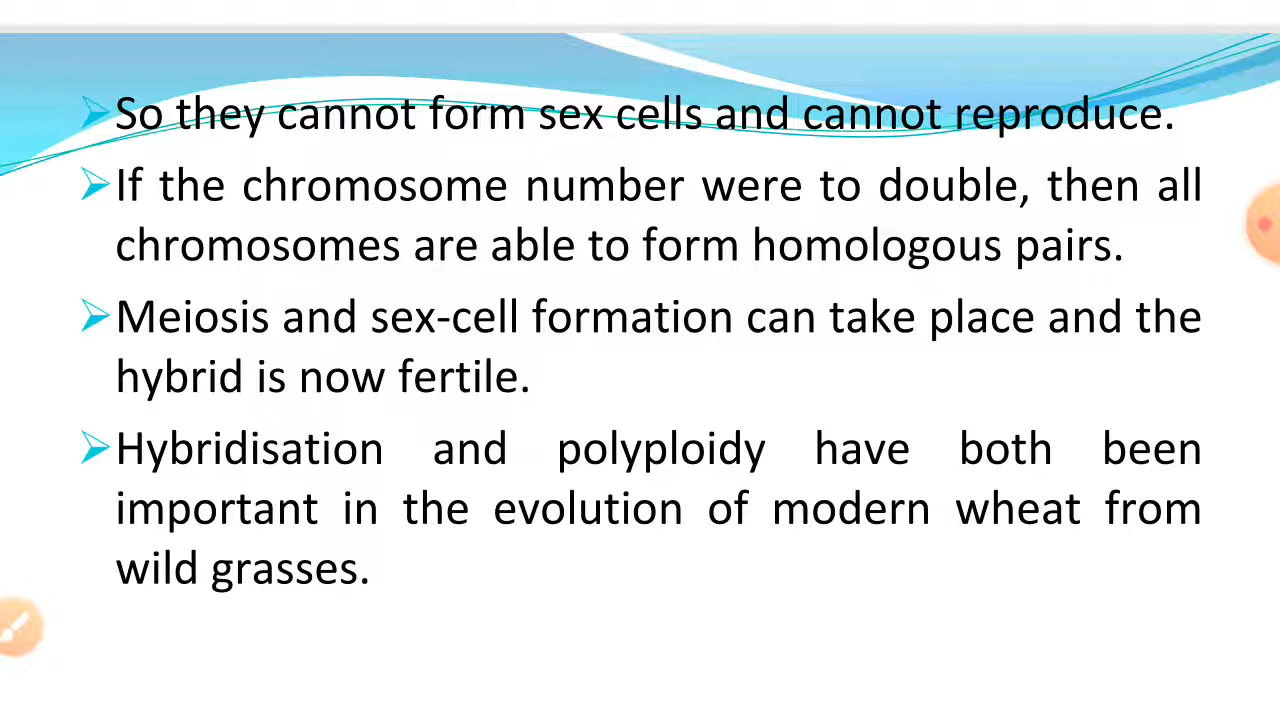 So they cannot form sex cells and cannot reproduce.
If the chromosome number were to double, then all
chromosomes are able to form homologous pairs.
Meiosis and sex-cell formation can take place and the
hybrid is now fertile.
Hybridisation and polyploidy have both been
important in the evolution of modern wheat from
wild grasses.